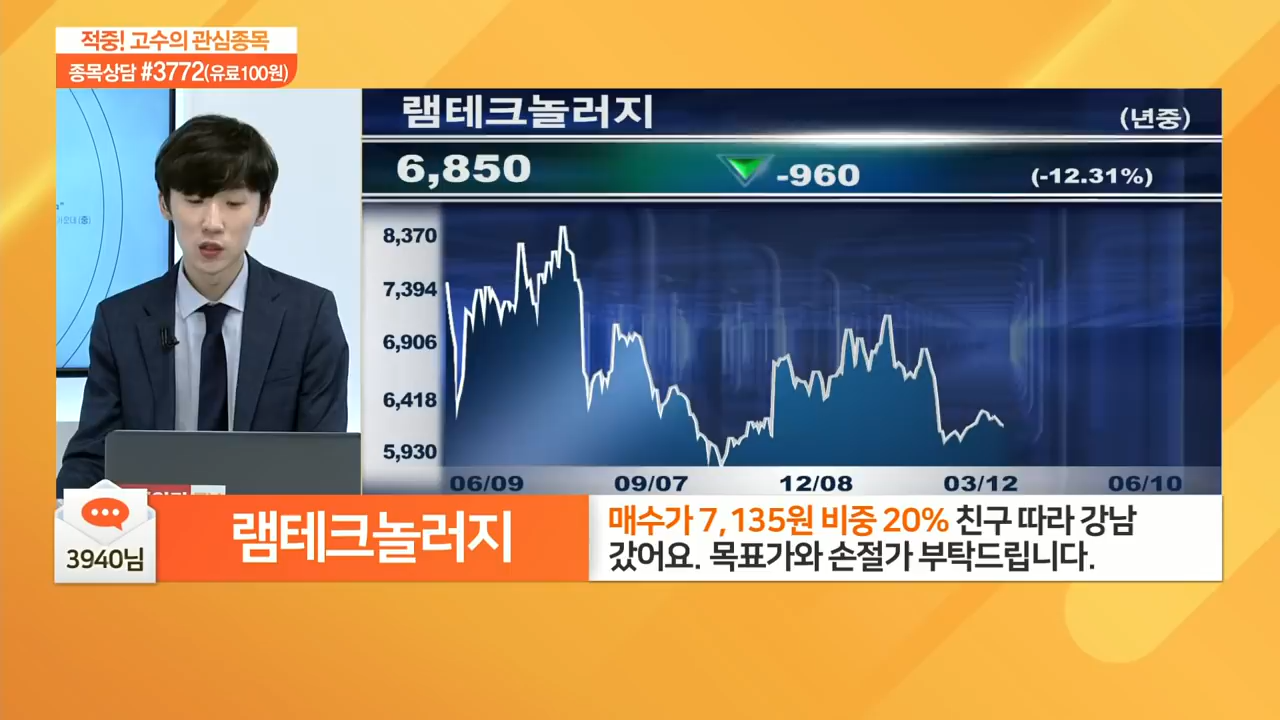 적중! 고수의 관심종목
종목상담 #3772(유료100원)
램테크놀러지
(년중)
6,850
-960
(-12.31%)
8,370
7,394
6,906
6,418
5,930
06/09
09/07
12/08
03/12
06/10
3940님
램테크놀러지
매수가 7,135원 비중 20% 친구 따라 강남
갔어요. 목표가와 손절가 부탁드립니다.